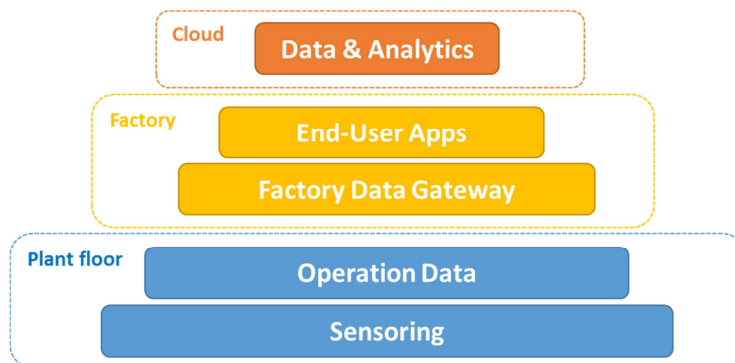 Cloud
Data & Analytics
Factory
End-User Apps
Factory Data Gateway
Plant floor
Operation Data
Sensoring